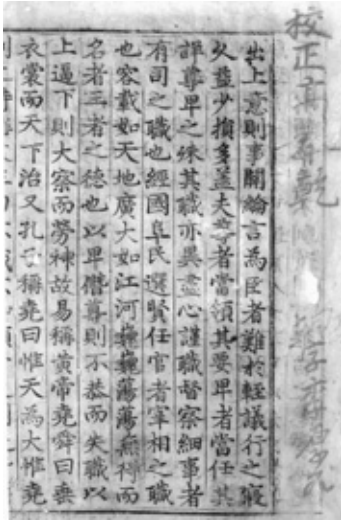 校正
出上意則事關綸言為臣者難於輕議行之寢
久益少損多盖夫尊者當領其要卑者當任其
詳尊卑之殊其職亦異盡心謹職督察細事者
有司之職也經國阜民選賢任官者宰相之職
也容載如天地廣大如江河巍巍蕩蕩無得而
名者王者之德也以卑僭尊則不恭而失職以
上逼下則大察而勞神故易稱黃帝堯舜曰垂
衣裳而天下治又孔子稱堯曰惟天為大惟堯